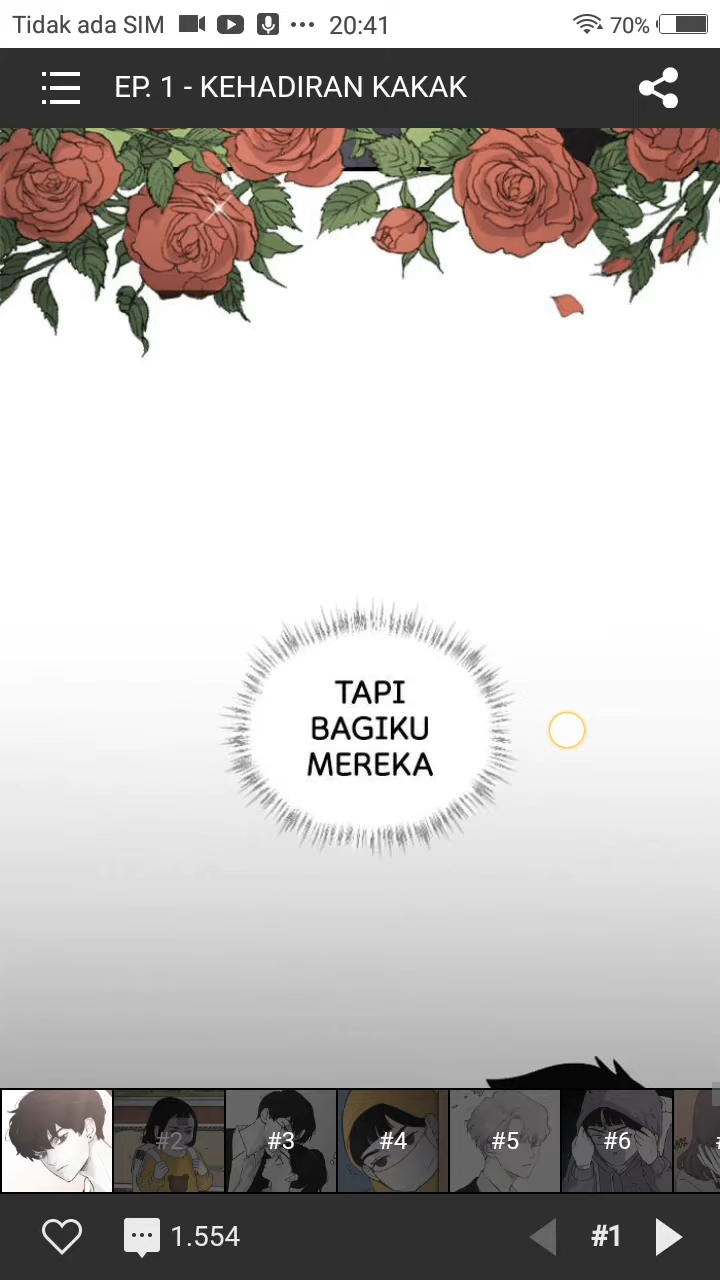 Tidak ada SIM 20:41 70%
EP. 1 - KEHADIRAN KAKAK
TAPI
BAGIKU
MEREKA
#2 #3 #4 #5 #6
1.554 #1